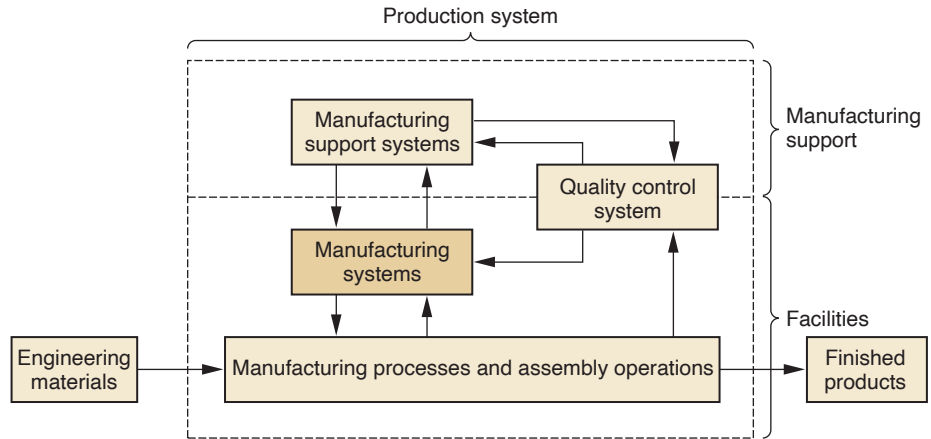 Production system
Manufacturing
support systems
Manufacturing
support
Quality control
system
Manufacturing
systems
Facilities
Engineering
materials
Manufacturing processes and assembly operations
Finished
products